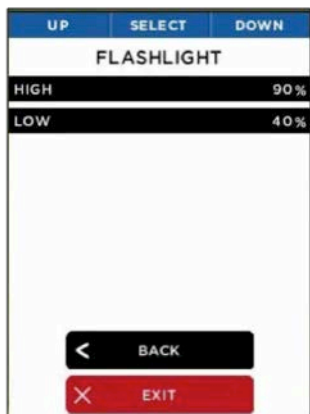 UP SELECT DOWN
FLASHLIGHT
HIGH 90%
LOW 40%
< BACK
X EXIT